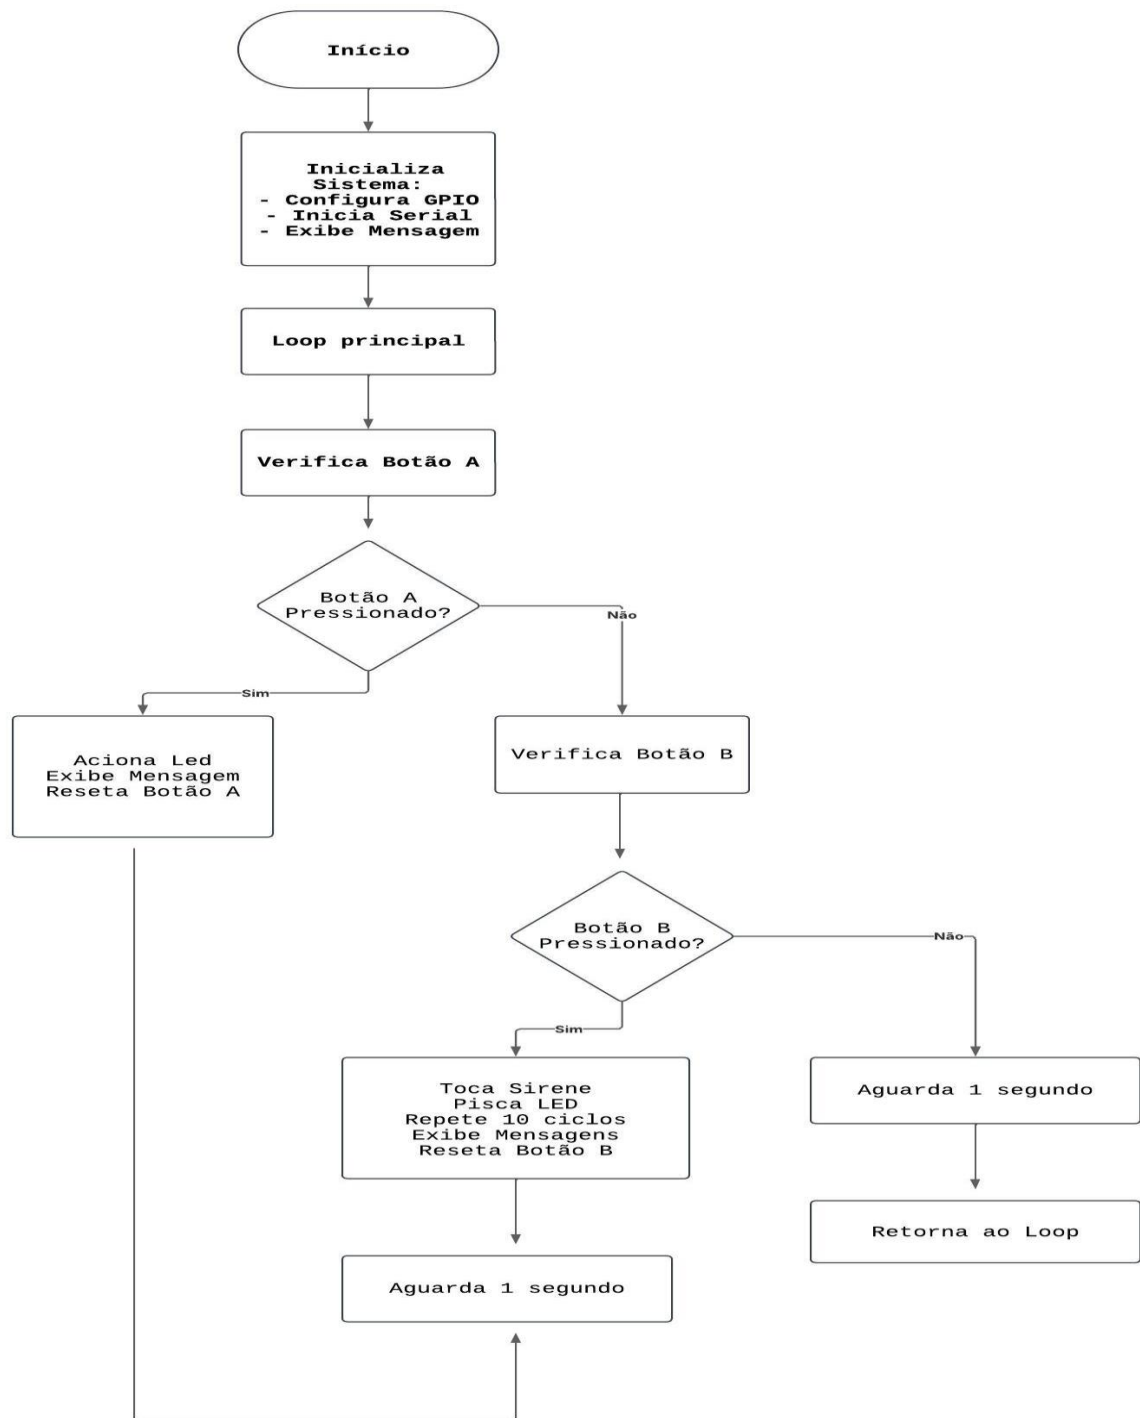 Início
Inicializa
Sistema:
- Configura GPIO
- Inicia Serial
- Exibe Mensagem
Loop principal
Verifica Botão A
Botão A
Pressionado?
Não
Sim
Aciona Led
Exibe Mensagem
Reseta Botão A
Verifica Botão B
Botão B
Pressionado?
Não
Sim
Toca Sirene
Pisca LED
Repete 10 ciclos
Exibe Mensagens
Reseta Botão B
Aguarda 1 segundo
Retorna ao Loop
Aguarda 1 segundo